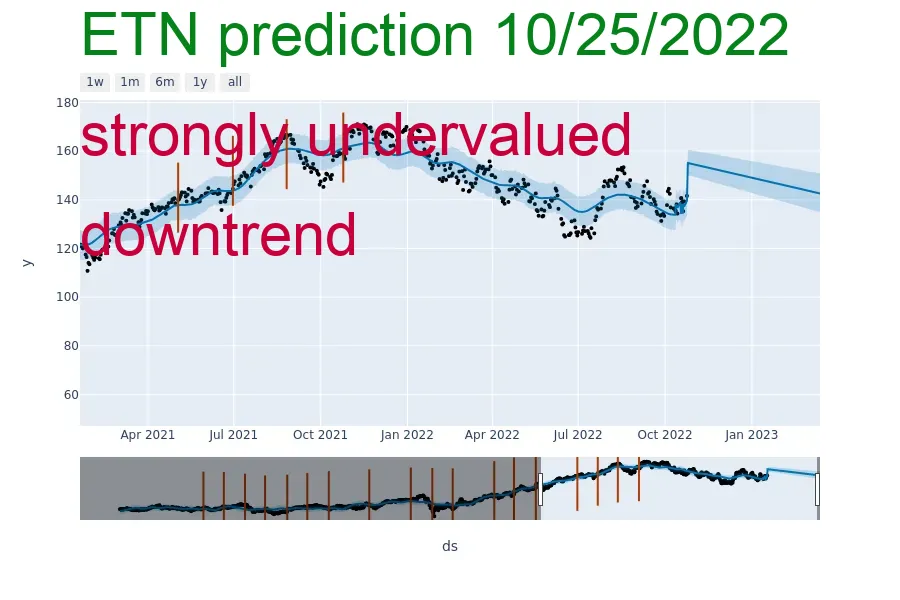 ETN prediction 10/25/2022
1w 1m 6m 1y all
180
strongly undervalued
160
140
downtrend
120
y
100
80
60
Apr 2021 Jul 2021 Oct 2021 Jan 2022 Apr 2022 Jul 2022 Oct 2022 Jan 2023
ds